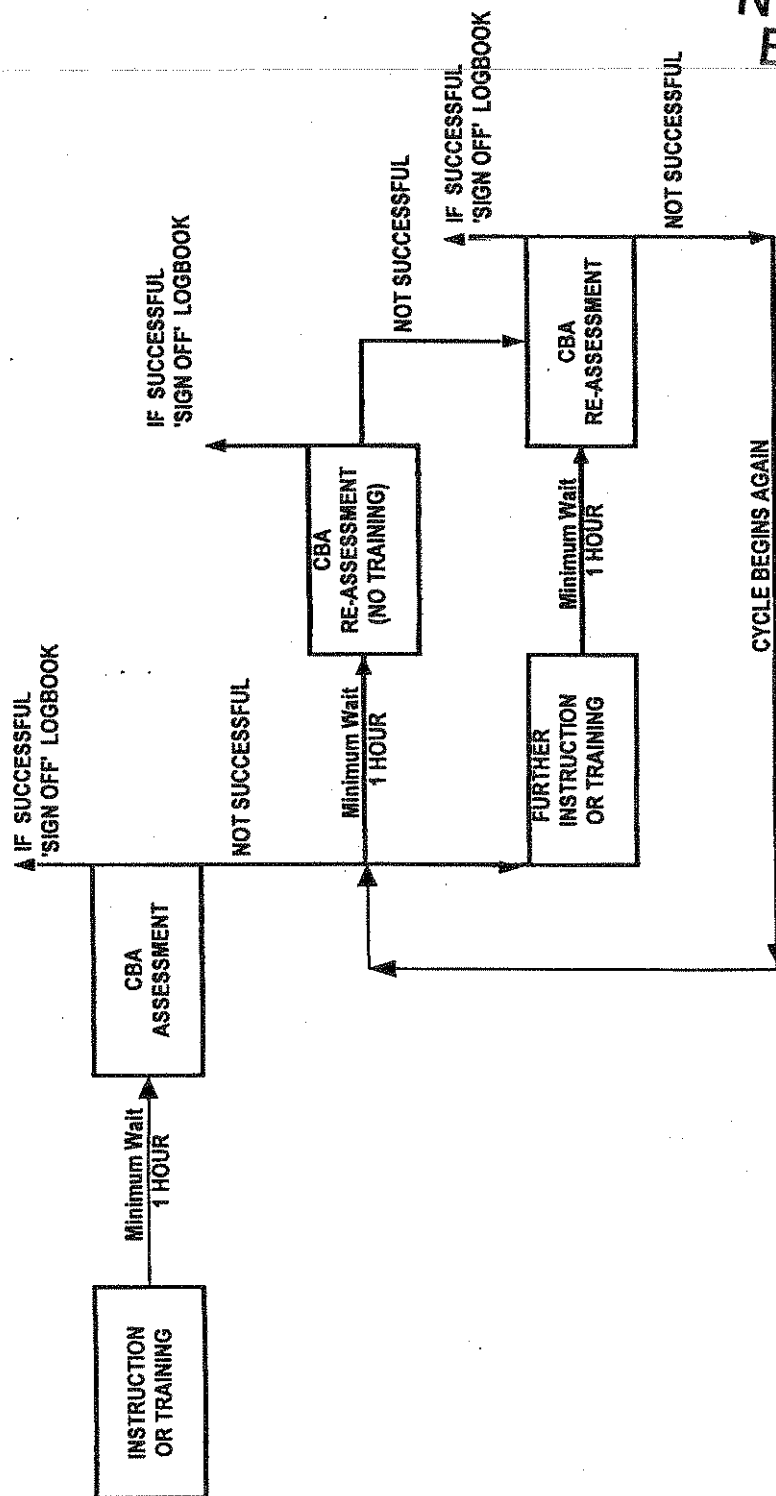 INSTRUCTION
OR TRAINING
Minimum Wait
1 HOUR
CBA
ASSESSMENT
IF SUCCESSFUL
'SIGN OFF' LOGBOOK
NOT SUCCESSFUL
Minimum Wait
1 HOUR
CBA
RE-ASSESSMENT
(NO TRAINING)
IF SUCCESSFUL
'SIGN OFF' LOGBOOK
NOT SUCCESSFUL
FURTHER
INSTRUCTION
OR TRAINING
Minimum Wait
1 HOUR
CBA
RE-ASSESSMENT
IF SUCCESSFUL
'SIGN OFF' LOGBOOK
NOT SUCCESSFUL
CYCLE BEGINS AGAIN